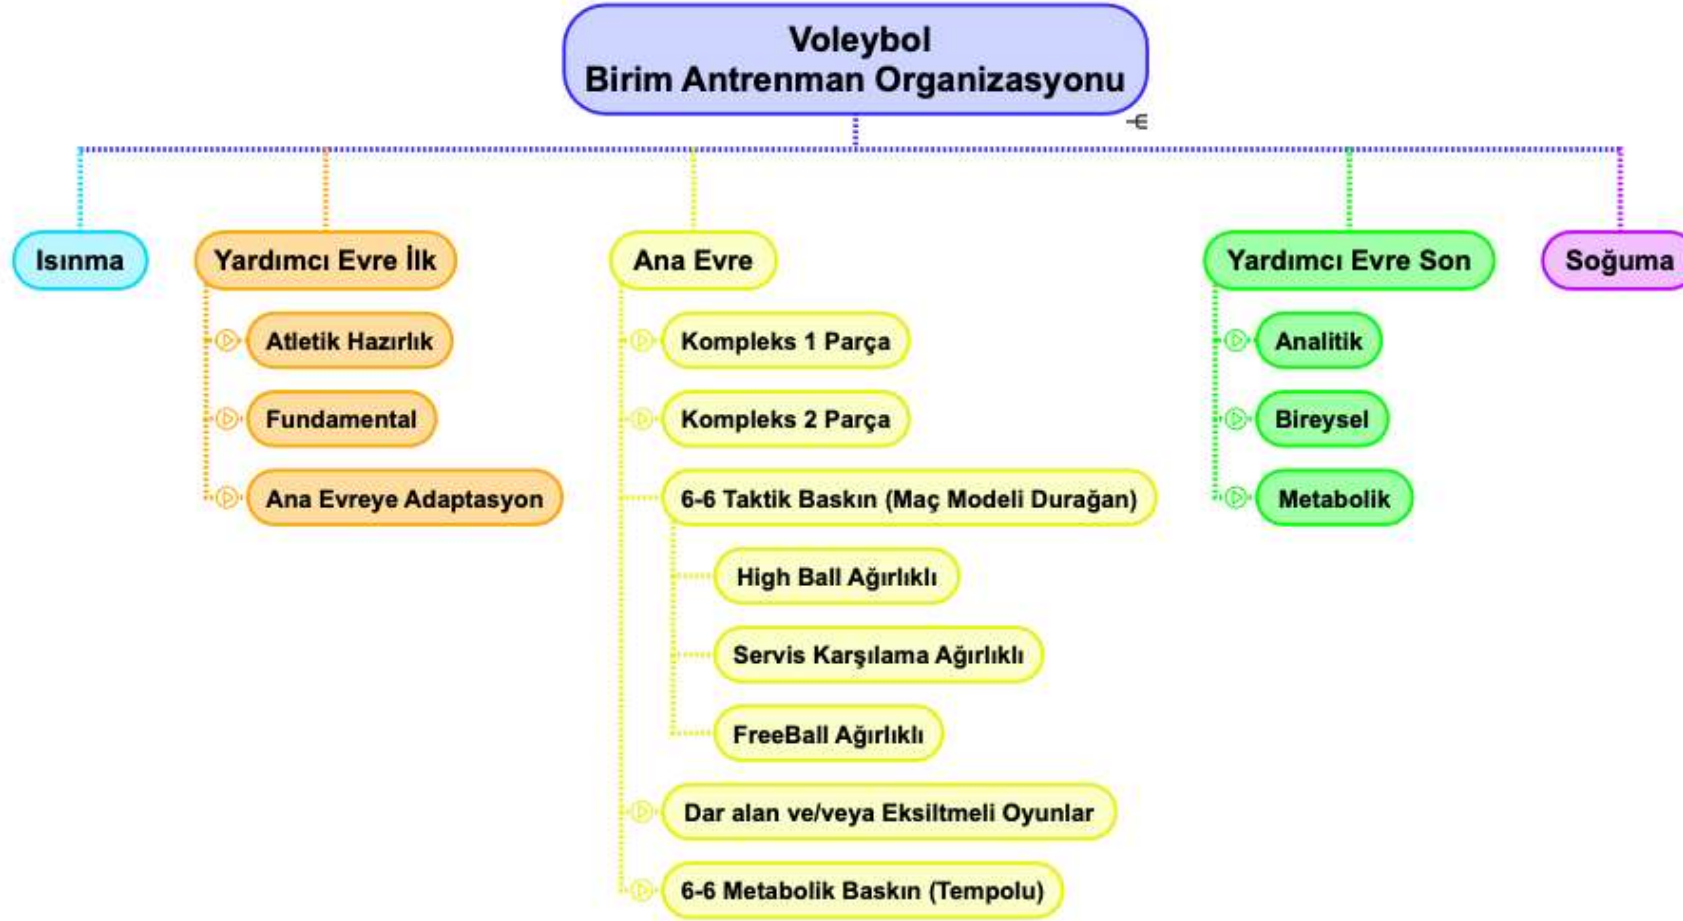 Voleybol
Birim Antrenman Organizasyonu
Isınma
Yardımcı Evre İlk
Atletik Hazırlık
Fundamental
Ana Evreye Adaptasyon
Ana Evre
Kompleks 1 Parça
Kompleks 2 Parça
6-6 Taktik Baskın (Maç Modeli Durağan)
High Ball Ağırlıklı
Servis Karşılama Ağırlıklı
FreeBall Ağırlıklı
Dar alan ve/veya Eksiltmeli Oyunlar
6-6 Metabolik Baskın (Tempolu)
Yardımcı Evre Son
Analitik
Bireysel
Metabolik
Soğuma